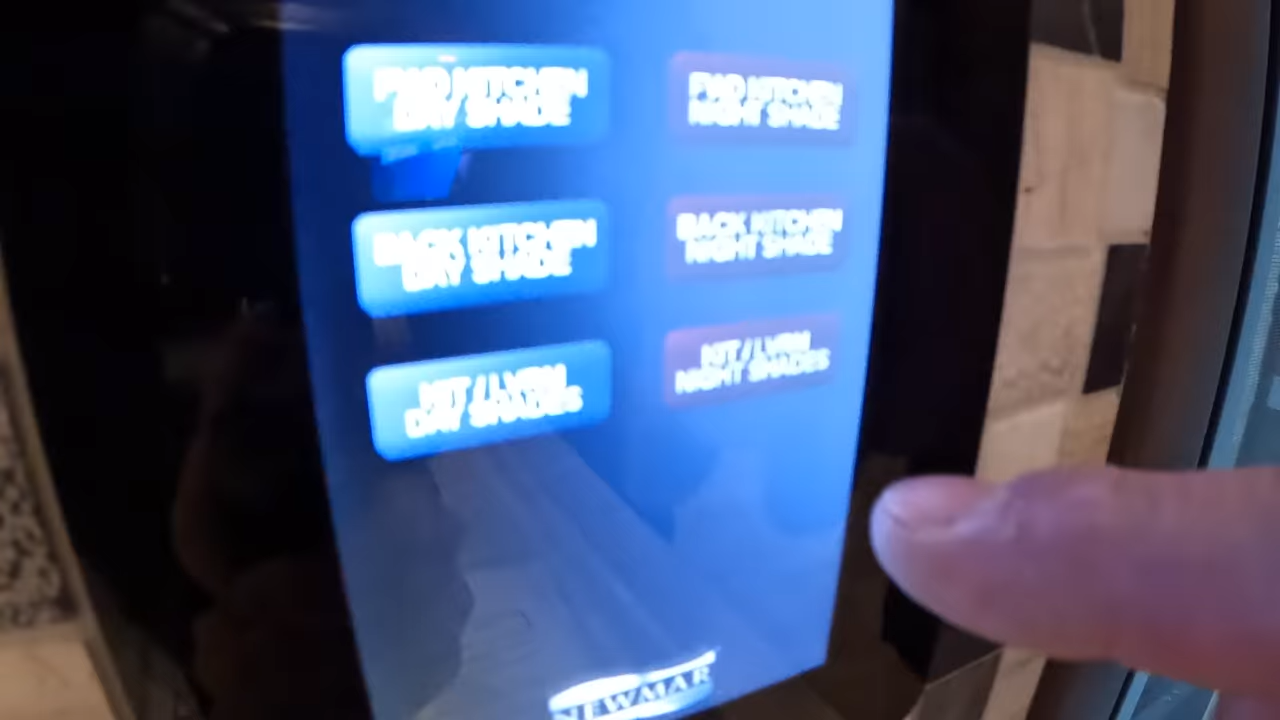 FWD KITCHEN
DAY SHADE
FWD KITCHEN
NIGHT SHADE
BACK KITCHEN
DAY SHADE
BACK KITCHEN
NIGHT SHADE
KIT / LVRM
DAY SHADES
KIT / LVRM
NIGHT SHADES
NEWMAR